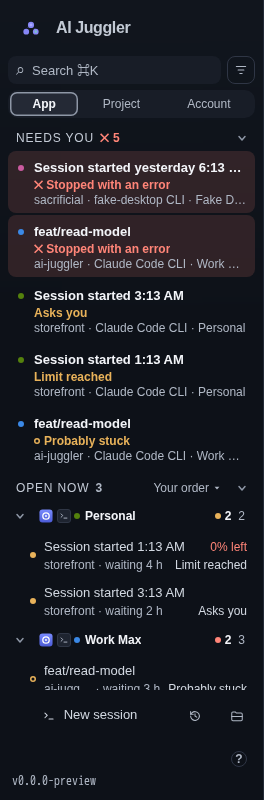 AI Juggler
Search ⌘K
App Project Account
NEEDS YOU 5
Session started yesterday 6:13 …
Stopped with an error
sacrificial · fake-desktop CLI · Fake D…
feat/read-model
Stopped with an error
ai-juggler · Claude Code CLI · Work …
Session started 3:13 AM
Asks you
storefront · Claude Code CLI · Personal
Session started 1:13 AM
Limit reached
storefront · Claude Code CLI · Personal
feat/read-model
Probably stuck
ai-juggler · Claude Code CLI · Work …
OPEN NOW 3 Your order
Personal 2 2
Session started 1:13 AM 0% left
storefront · waiting 4 h Limit reached
Session started 3:13 AM
storefront · waiting 2 h Asks you
Work Max 2 3
feat/read-model
ai-jugg… · waiting 3 h Probably stuck
New session
?
v0.0.0-preview